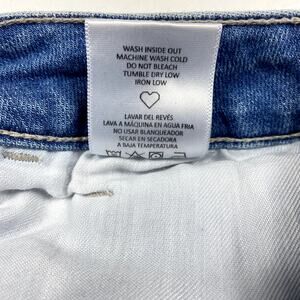 WASH INSIDE OUT
MACHINE WASH COLD
DO NOT BLEACH
TUMBLE DRY LOW
IRON LOW
LAVAR DEL REVÉS
LAVA A MÁQUINA EN AGUA FRIA
NO USAR BLANQUEADOR
SECAR EN SECADORA
A BAJA TEMPERATURA